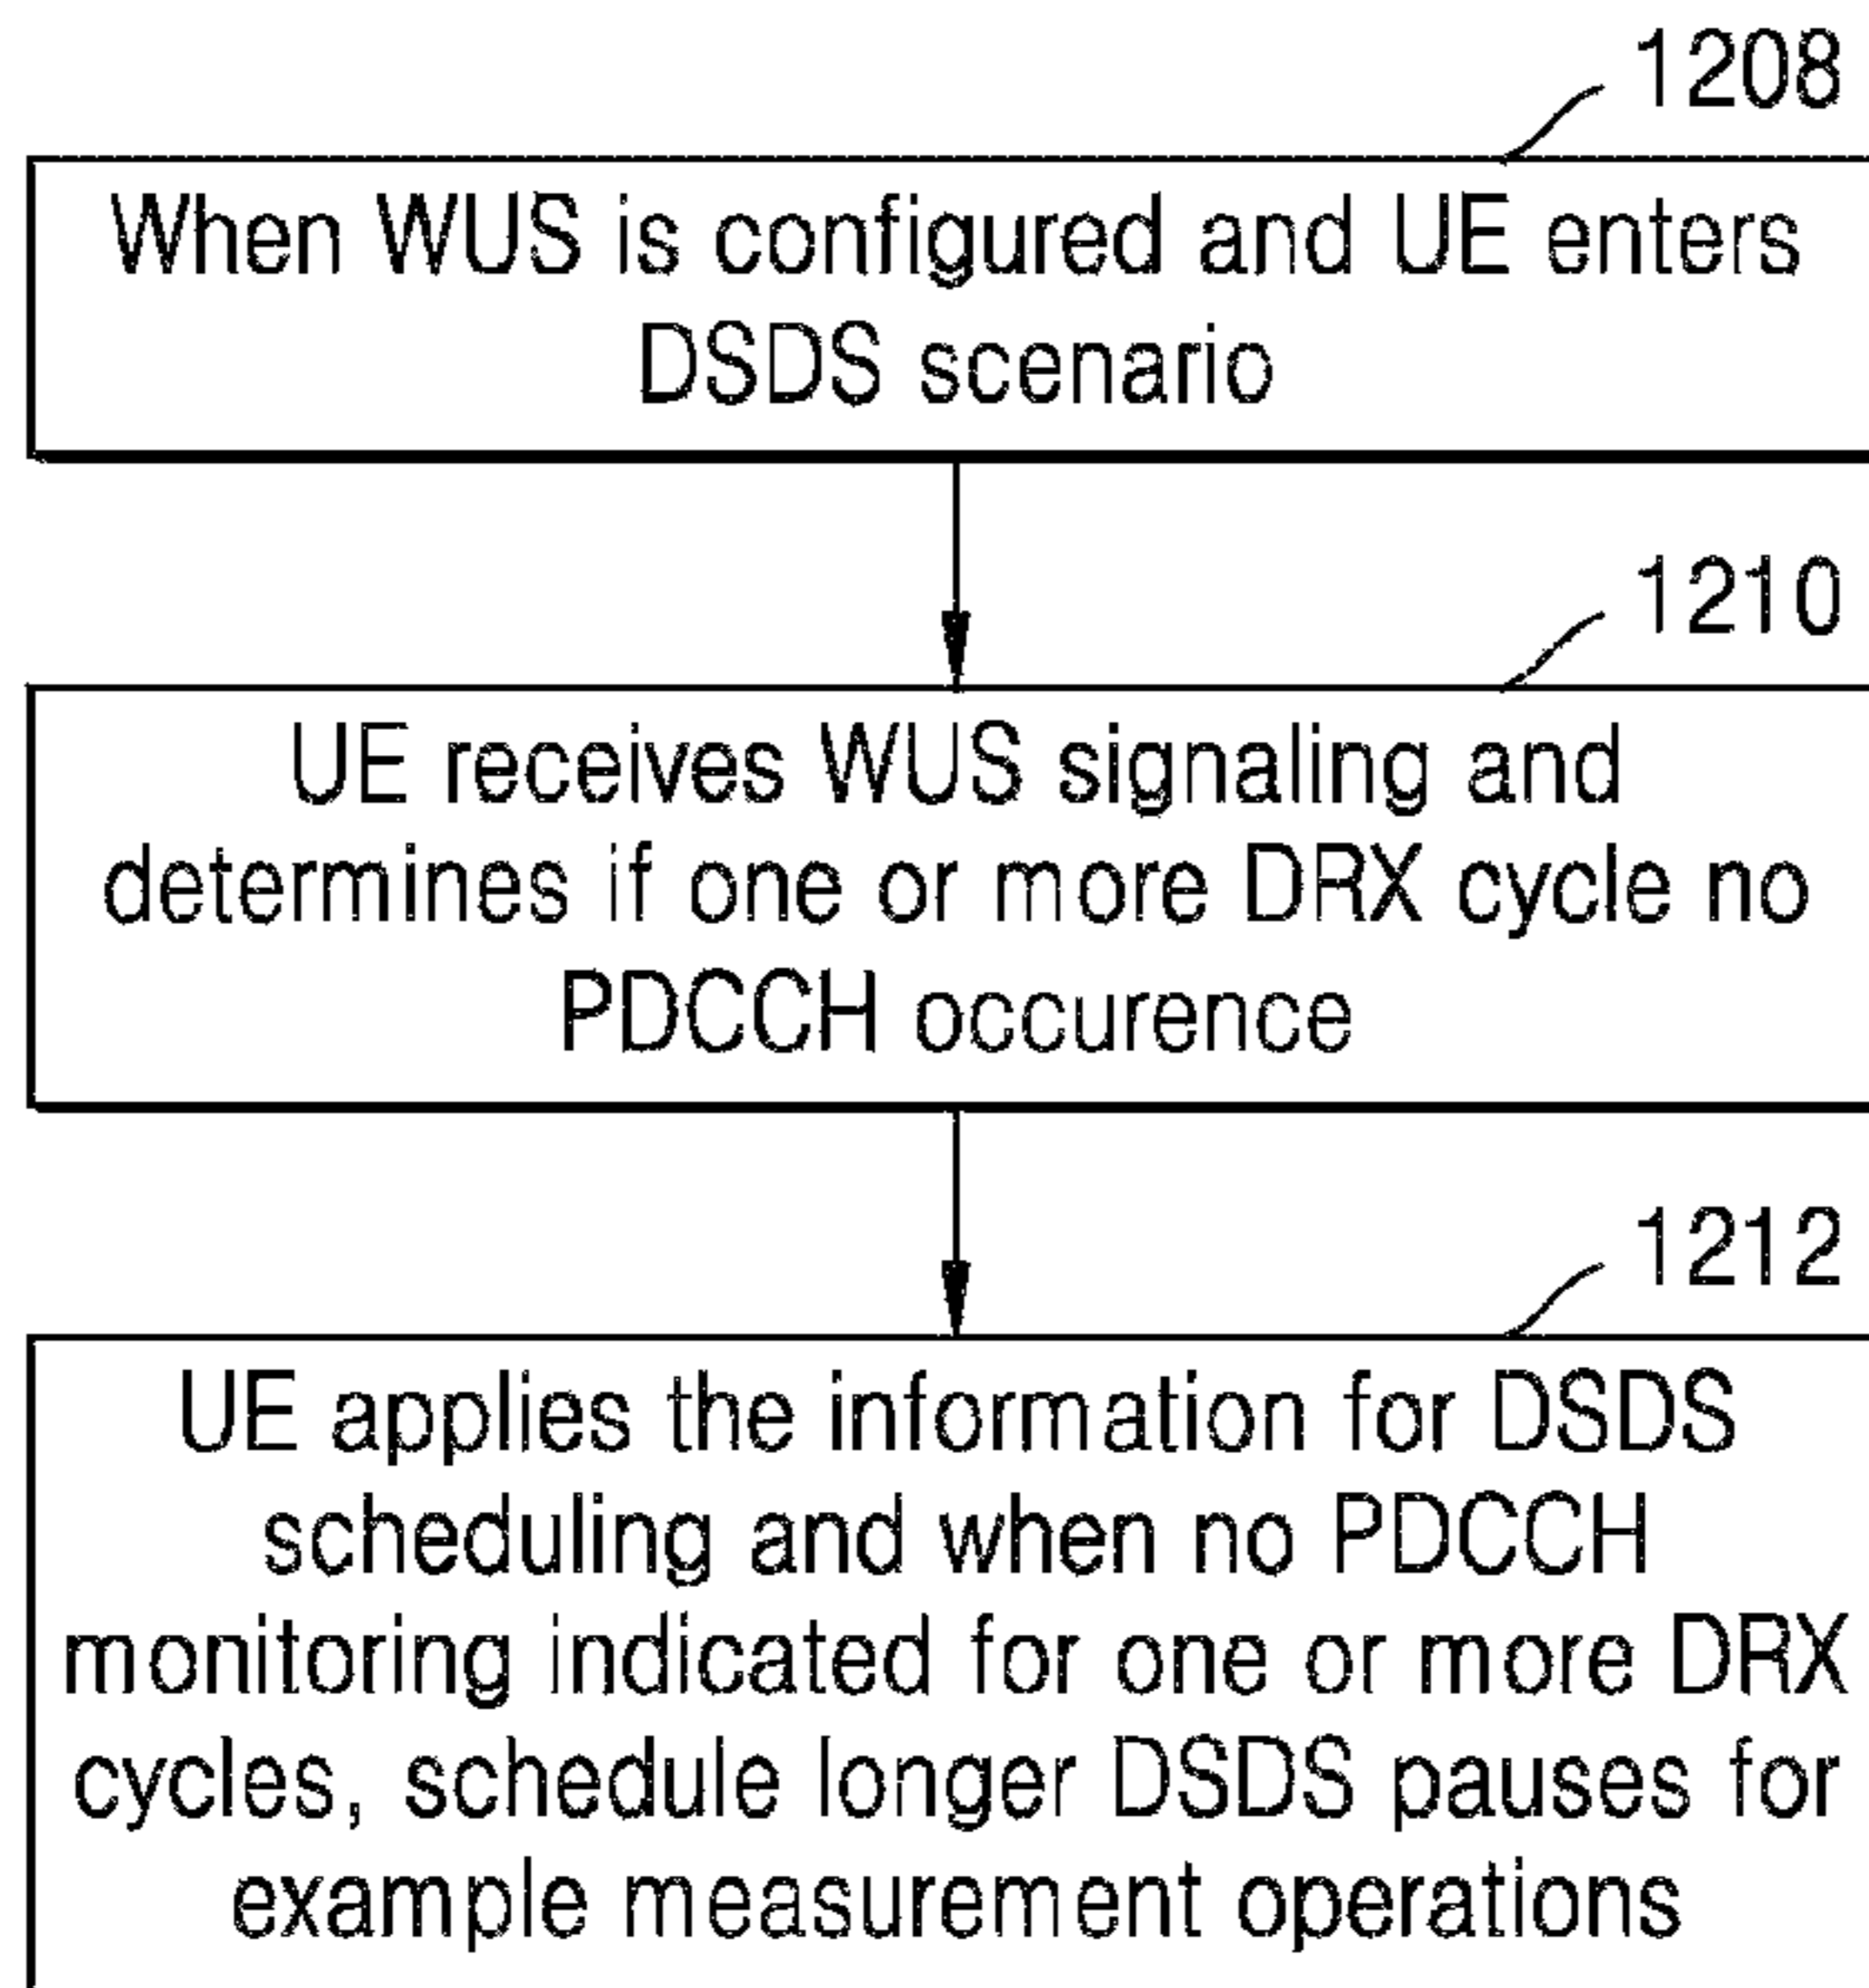 1208
When WUS is configured and UE enters
DSDS scenario
1210
UE receives WUS signaling and
determines if one or more DRX cycle no
PDCCH occurence
1212
UE applies the information for DSDS
scheduling and when no PDCCH
monitoring indicated for one or more DRX
cycles, schedule longer DSDS pauses for
example measurement operations